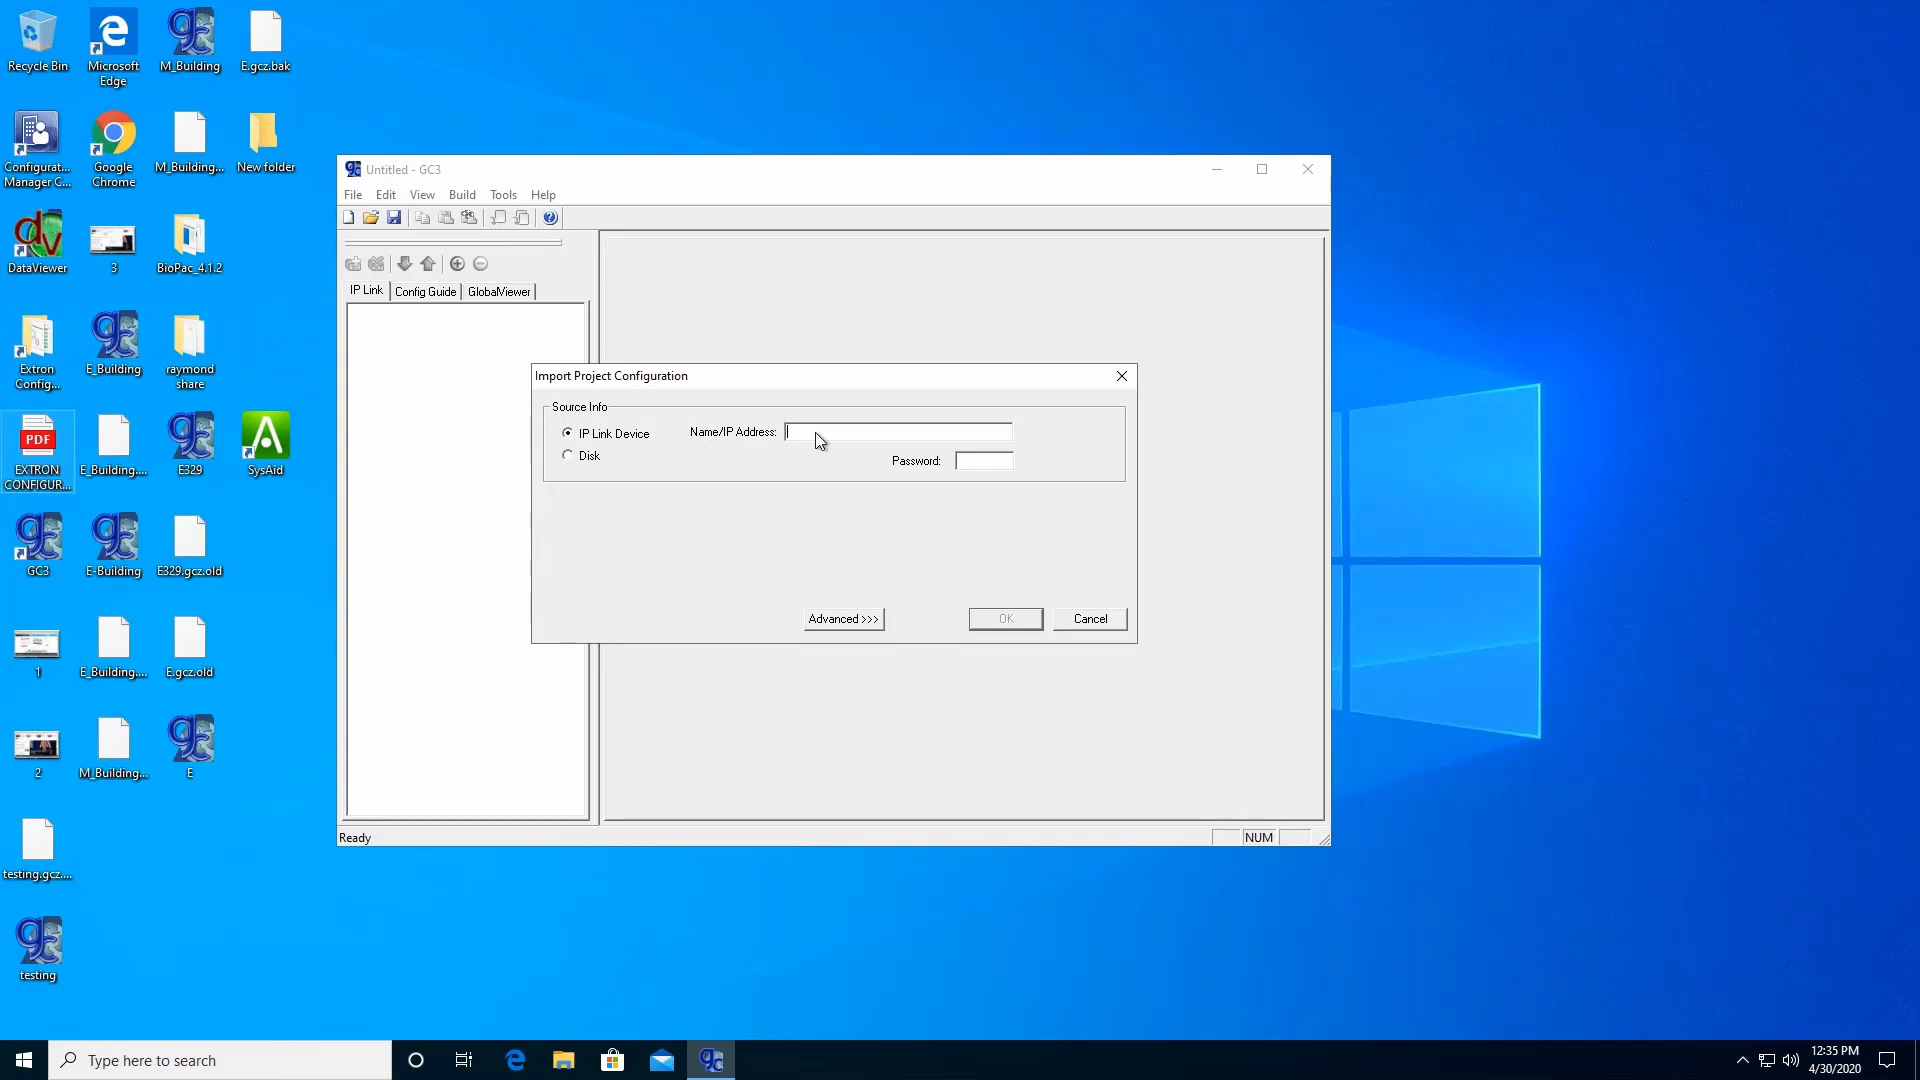 Recycle Bin
Microsoft
Edge
M_Building
E.gcz.bak
Configurat...
Manager C...
Google
Chrome
M_Building...
New folder
DataViewer
3
BioPac_4.1.2
Extron
Config...
E_Building
raymond
share
PDF
EXTRON
CONFIGUR...
E_Building....
E329
SysAid
GC3
E-Building
E329.gcz.old
1
E_Building....
E.gcz.old
2
M_Building...
E
testing.gcz....
testing
Untitled - GC3
File Edit View Build Tools Help
IP Link Config Guide GlobalViewer
Import Project Configuration
Source Info
IP Link Device
Name/IP Address:
Disk
Password:
Advanced >>>
OK
Cancel
Ready
NUM
Type here to search
12:35 PM
4/30/2020